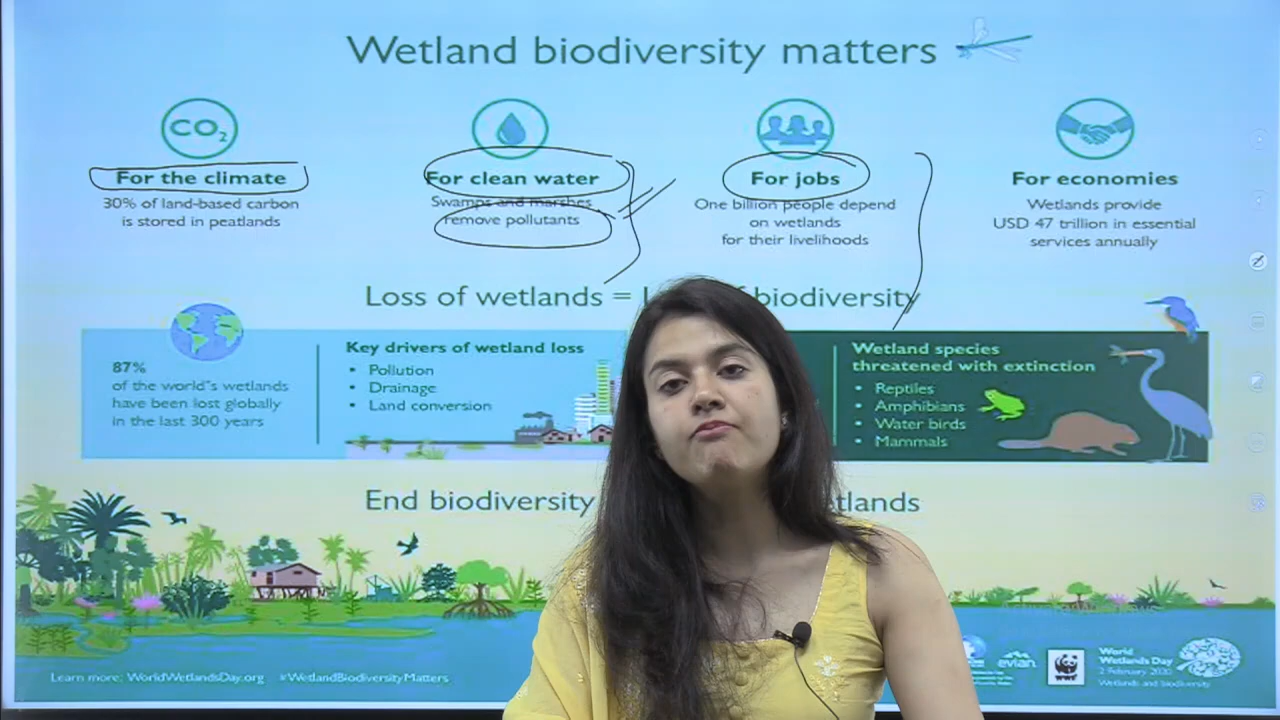 Wetland biodiversity matters
CO2
For the climate
30% of land-based carbon
is stored in peatlands
For clean water
Swamps and marshes
remove pollutants
For jobs
One billion people depend
on wetlands
for their livelihoods
For economies
Wetlands provide
USD 47 trillion in essential
services annually
Loss of wetlands = of biodiversity
87%
of the world's wetlands
have been lost globally
in the last 300 years
Key drivers of wetland loss
• Pollution
• Drainage
• Land conversion
Wetland species
threatened with extinction
• Reptiles
• Amphibians
• Water birds
• Mammals
End biodiversity
Learn more: WorldWetlandsDay.org #WetlandBiodiversityMatters
evian
WWF
World
Wetlands Day
2 February 2020
Wetlands and biodiversity